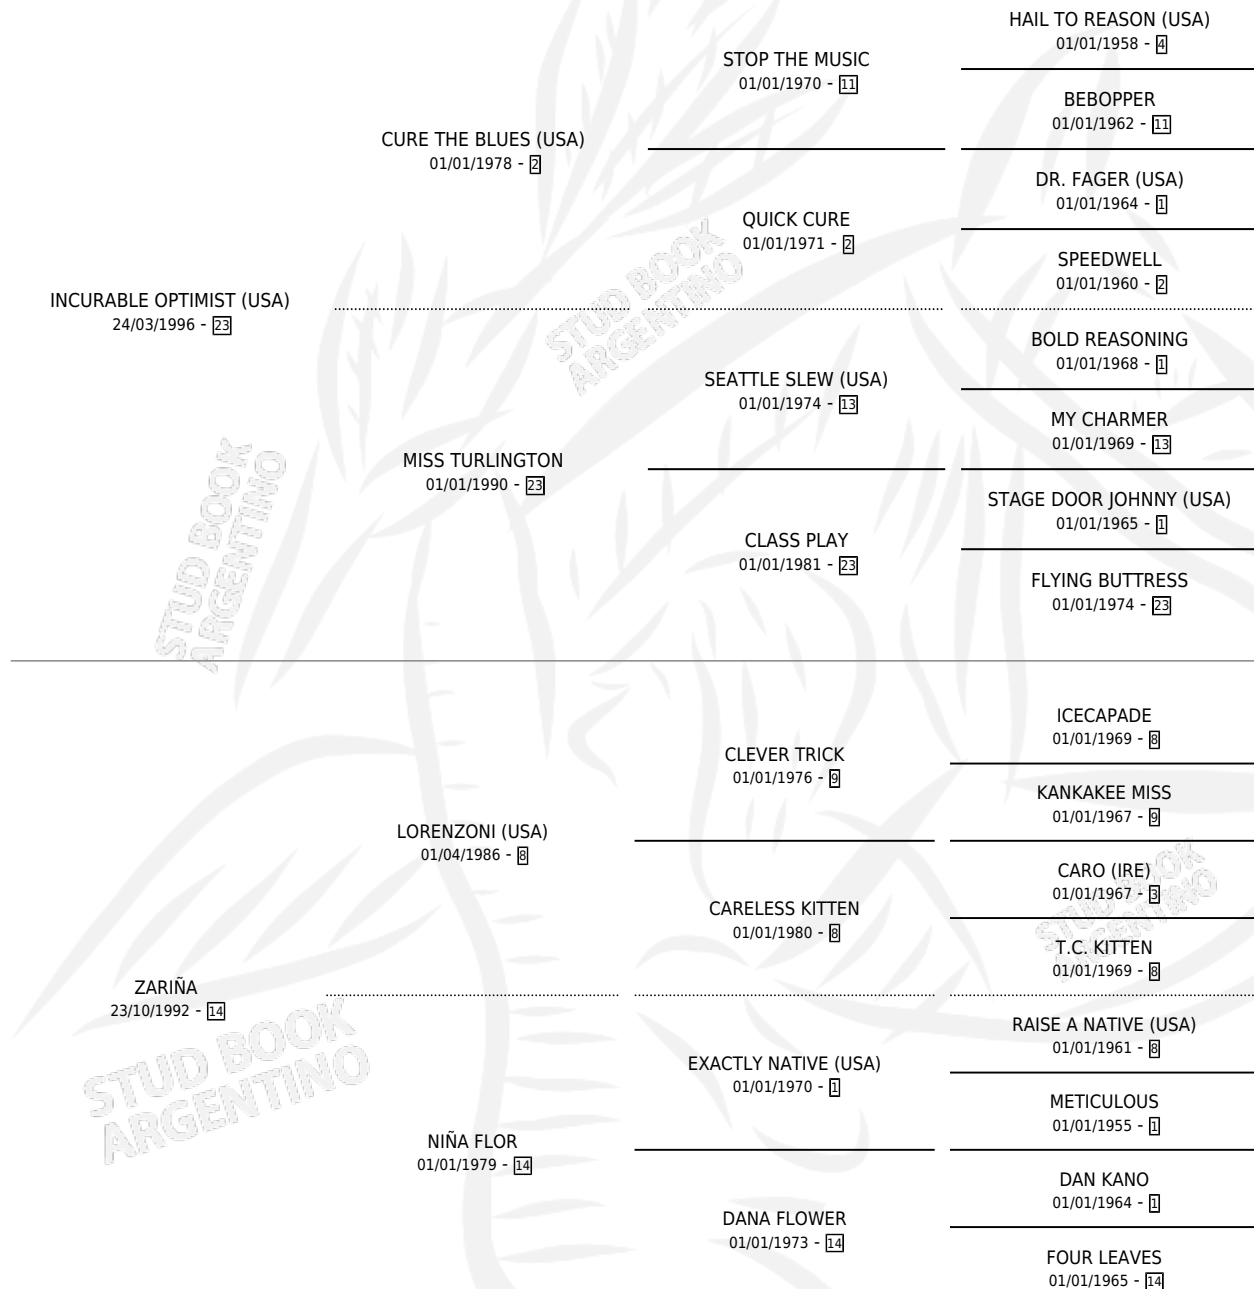 HAIL TO REASON (USA)
01/01/1958 - 4
STOP THE MUSIC
01/01/1970 - 11
BEBOPPER
01/01/1962 - 11
CURE THE BLUES (USA)
01/01/1978 - 2
DR. FAGER (USA)
01/01/1964 - 1
QUICK CURE
01/01/1971 - 2
SPEEDWELL
01/01/1960 - 2
INCURABLE OPTIMIST (USA)
24/03/1996 - 23
BOLD REASONING
01/01/1968 - 1
SEATTLE SLEW (USA)
01/01/1974 - 13
MY CHARMER
01/01/1969 - 13
MISS TURLINGTON
01/01/1990 - 23
STAGE DOOR JOHNNY (USA)
01/01/1965 - 1
CLASS PLAY
01/01/1981 - 23
FLYING BUTTRESS
01/01/1974 - 23
ICECAPADE
01/01/1969 - 8
CLEVER TRICK
01/01/1976 - 9
KANKAKEE MISS
01/01/1967 - 9
LORENZONI (USA)
01/04/1986 - 8
CARO (IRE)
01/01/1967 - 3
CARELESS KITTEN
01/01/1980 - 8
T.C. KITTEN
01/01/1969 - 8
ZARIÑA
23/10/1992 - 14
RAISE A NATIVE (USA)
01/01/1961 - 8
EXACTLY NATIVE (USA)
01/01/1970 - 1
METICULOUS
01/01/1955 - 1
NIÑA FLOR
01/01/1979 - 14
DAN KANO
01/01/1964 - 1
DANA FLOWER
01/01/1973 - 14
FOUR LEAVES
01/01/1965 - 14
STUD BOOK
ARGENTINO
STUD BOOK
ARGENTINO
STUD BOOK
ARGENTINO
STUD BOOK
ARGENTINO